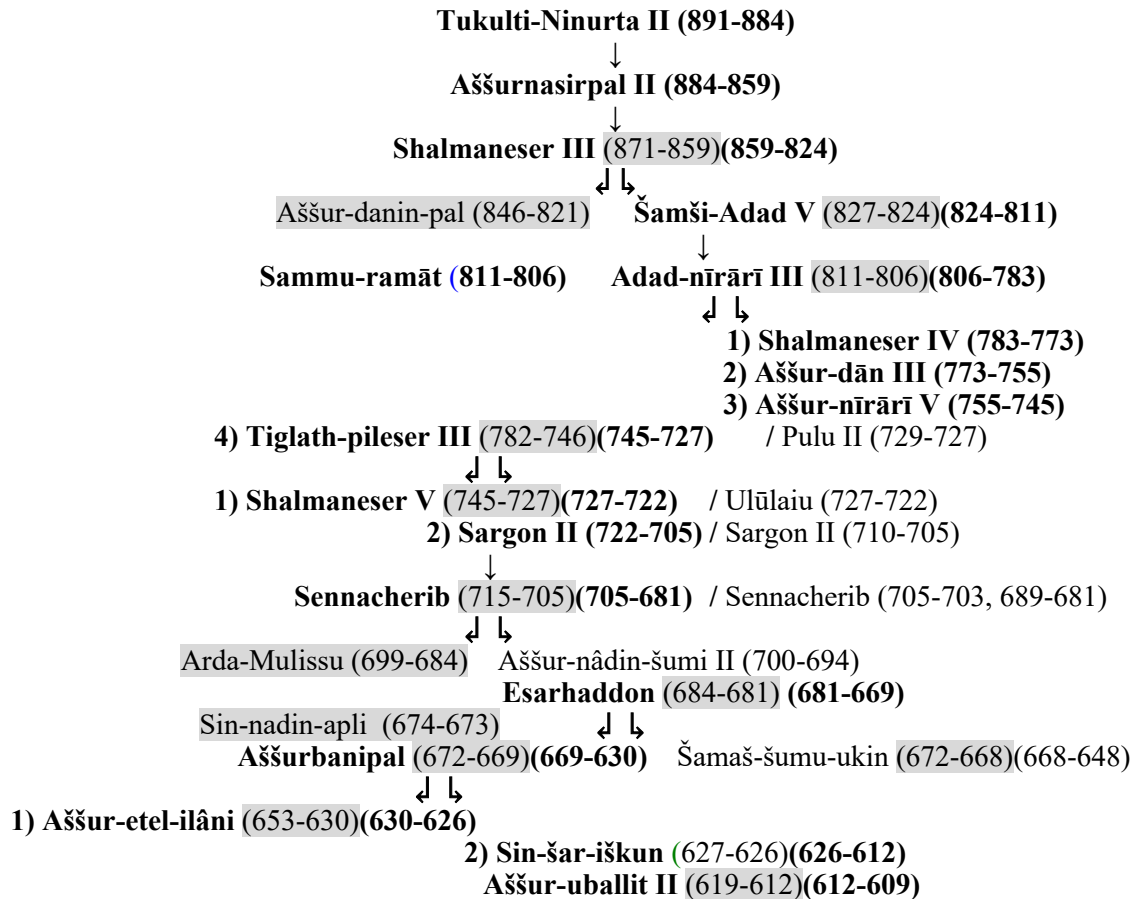 Tukulti-Ninurta II (891-884)
↓
Aššurnasirpal II (884-859)
↓
Shalmaneser III (871-859)(859-824)
Aššur-danin-pal (846-821) Šamši-Adad V (827-824)(824-811)
↓
Sammu-ramāt (811-806) Adad-nīrārī III (811-806)(806-783)
1) Shalmaneser IV (783-773)
2) Aššur-dān III (773-755)
3) Aššur-nīrārī V (755-745)
4) Tiglath-pileser III (782-746)(745-727) / Pulu II (729-727)
1) Shalmaneser V (745-727)(727-722) / Ulūlaiu (727-722)
2) Sargon II (722-705) / Sargon II (710-705)
↓
Sennacherib (715-705)(705-681) / Sennacherib (705-703, 689-681)
Arda-Mulissu (699-684) Aššur-nâdin-šumi II (700-694)
Esarhaddon (684-681) (681-669)
Sin-nadin-apli (674-673)
Aššurbanipal (672-669)(669-630) Šamaš-šumu-ukin (672-668)(668-648)
1) Aššur-etel-ilâni (653-630)(630-626)
2) Sin-šar-iškun (627-626)(626-612)
Aššur-uballit II (619-612)(612-609)